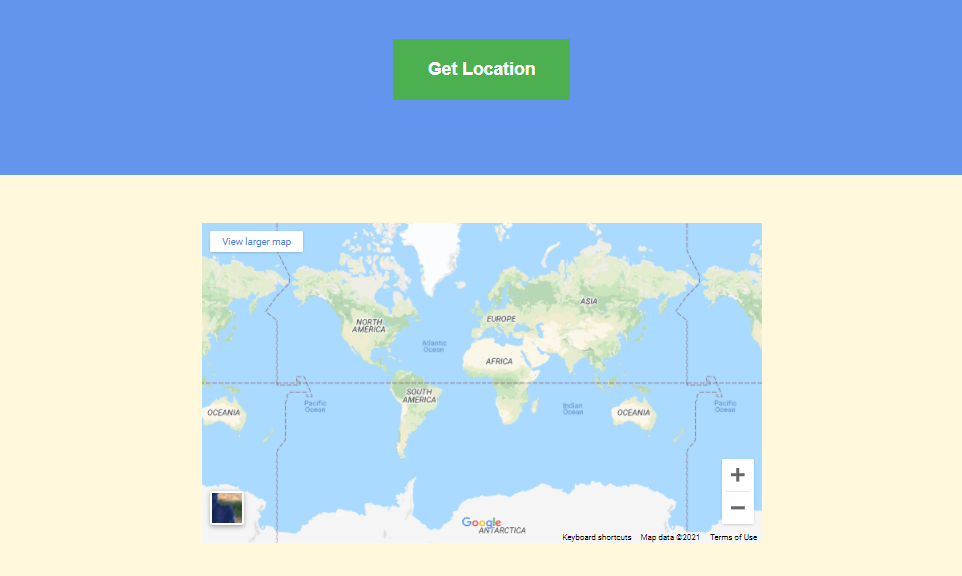 Get Location
View larger map
ASIA
EUROPE
NORTH
AMERICA
Atlantic
Ocean
AFRICA
SOUTH
AMERICA
Pacific
Ocean
Indian
Ocean
Pacific
Ocean
OCEANIA
OCEANIA
Google
ANTARCTICA
Keyboard shortcuts Map data ©2021 Terms of Use